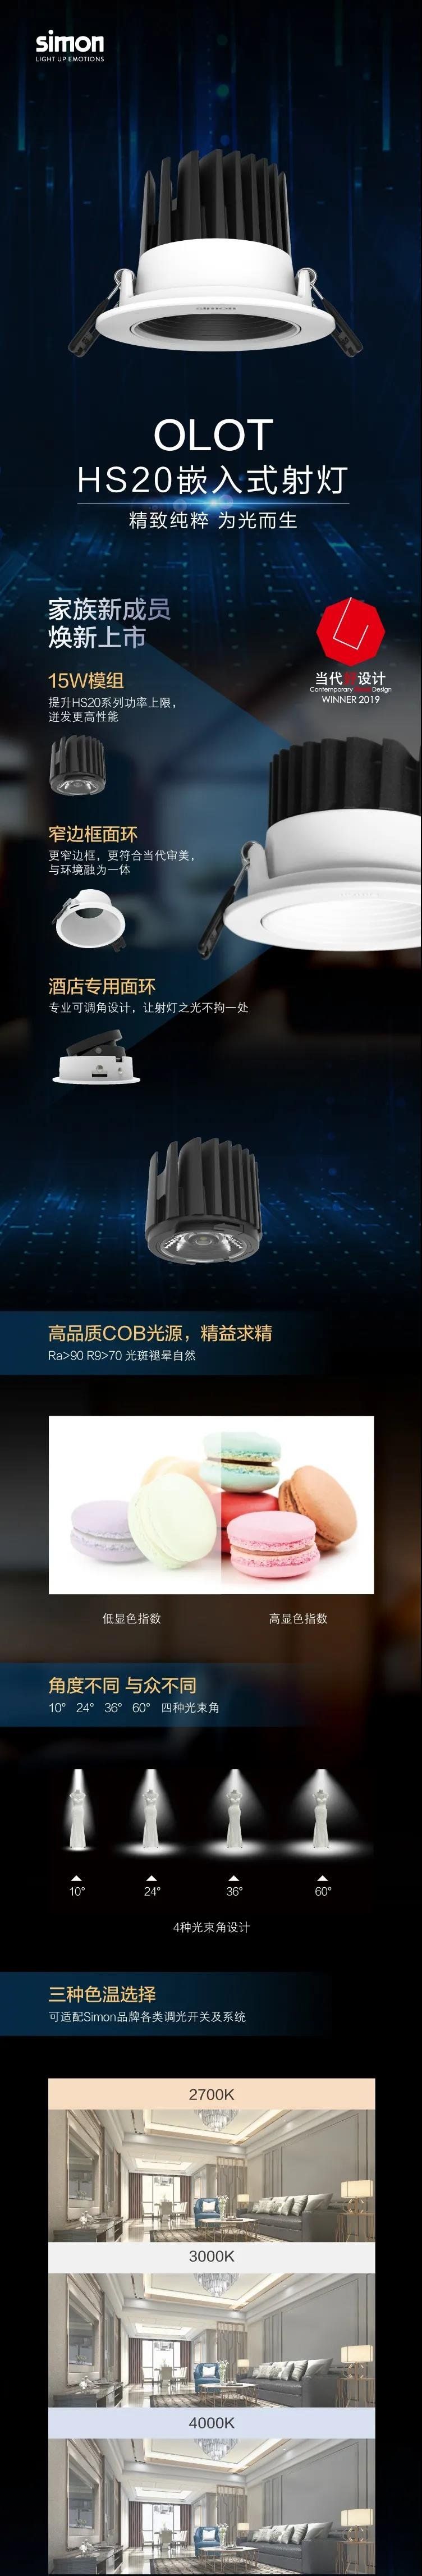 simon
LIGHT UP EMOTIONS
simon
OLOT
HS20嵌入式射灯
精致纯粹 为光而生
家族新成员
焕新上市
当代好设计
Contemporary Good Design
WINNER 2019
15W模组
提升HS20系列功率上限，
迸发更高性能
窄边框面环
更窄边框，更符合当代审美，
与环境融为一体
酒店专用面环
专业可调角设计，让射灯之光不拘一处
高品质COB光源，精益求精
Ra>90 R9>70 光斑褪晕自然
低显色指数
高显色指数
角度不同 与众不同
10° 24° 36° 60° 四种光束角
10°
24°
36°
60°
4种光束角设计
三种色温选择
可适配Simon品牌各类调光开关及系统
2700K
3000K
4000K